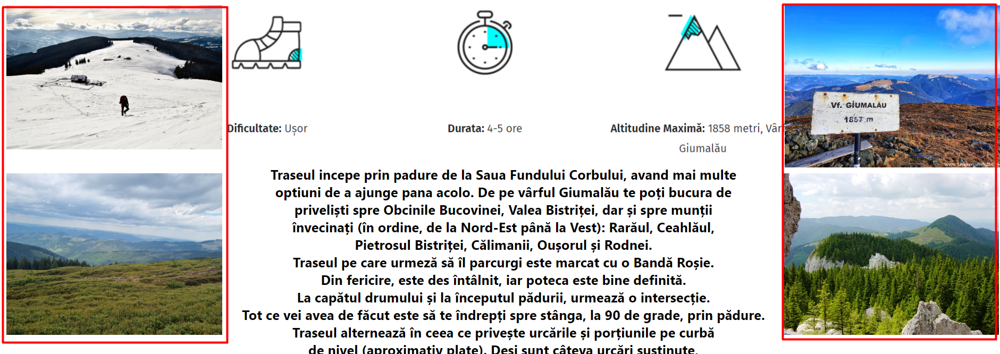 Dificultate: Ușor
Durata: 4-5 ore
Altitudine Maximă: 1858 metri, Vâr
Giumalău
Vf. GIUMALĂU
1857 m
Traseul incepe prin padure de la Saua Fundului Corbului, avand mai multe
optiuni de a ajunge pana acolo. De pe vârful Giumalău te poți bucura de
priveliști spre Obcinile Bucovinei, Valea Bistriței, dar și spre munții
învecinați (în ordine, de la Nord-Est până la Vest): Rarăul, Ceahlăul,
Pietrosul Bistriței, Călimanii, Oușorul și Rodnei.
Traseul pe care urmeză să îl parcurgi este marcat cu o Bandă Roșie.
Din fericire, este des întâlnit, iar poteca este bine definită.
La capătul drumului și la începutul pădurii, urmează o intersecție.
Tot ce vei avea de făcut este să te îndrepți spre stânga, la 90 de grade, prin pădure.
Traseul alternează în ceea ce privește urcările și porțiunile pe curbă
de nivel (aproximativ plate). Deși sunt câteva urcări susținute,